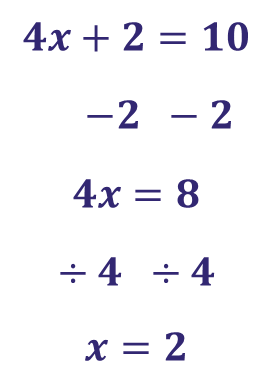 4x + 2 = 10
−2 − 2
4x = 8
÷ 4 ÷ 4
x = 2